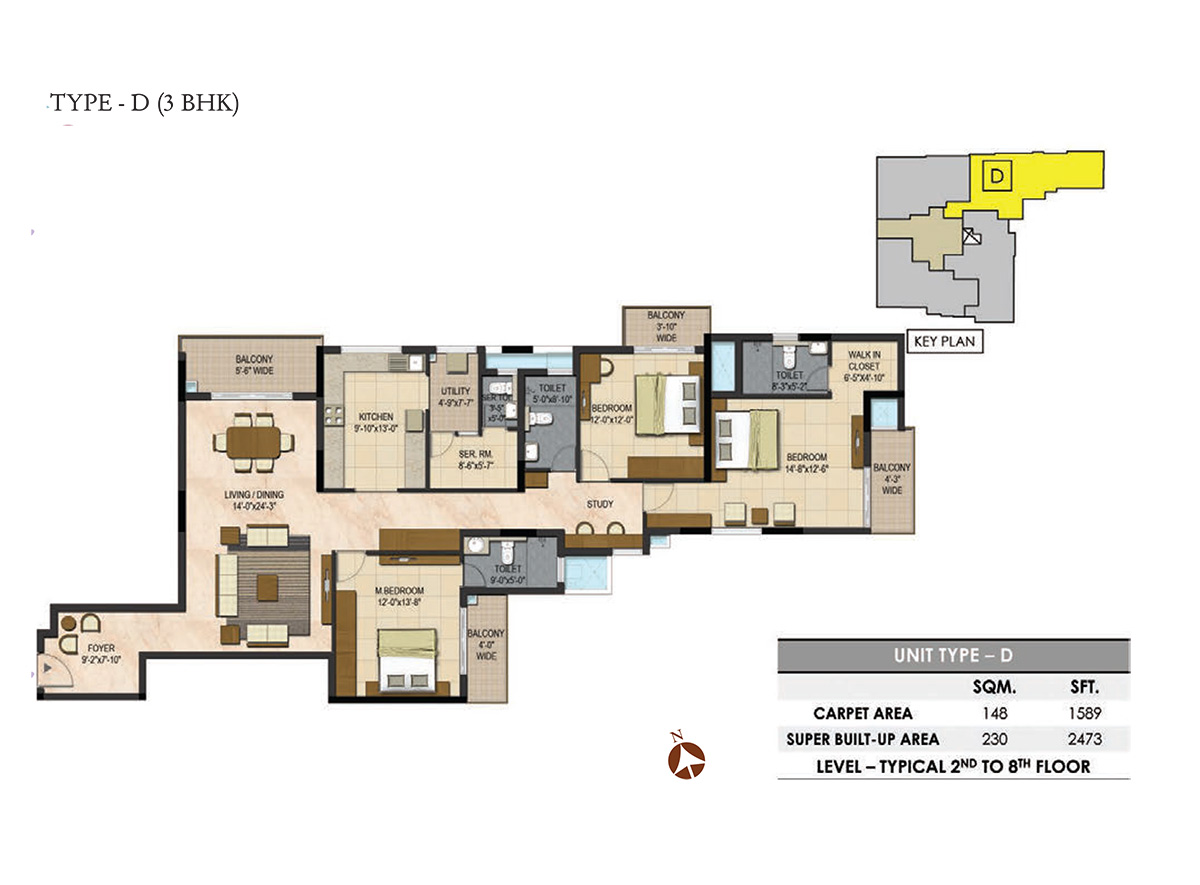 TYPE - D (3 BHK)
D
KEY PLAN
BALCONY
3'-10"
WIDE
BALCONY
5'-6" WIDE
KITCHEN
9'-10"X13'-0"
UTILITY
4'-9"x7'-7"
SER TOI.
3'-5"
x5'-0"
TOILET
5'-0"x8'-10"
BEDROOM
12'-0"x12'-0"
TOILET
8'-3"x5'-2"
WALK IN
CLOSET
6'-5"X4'-10"
SER. RM.
8'-6"x5'-7"
BEDROOM
14'-8"x12'-6"
BALCONY
4'-3"
WIDE
LIVING / DINING
14'-0"x24'-3"
STUDY
TOILET
9'-0"x5'-0"
M.BEDROOM
12'-0"x13'-8"
BALCONY
4'-0"
WIDE
FOYER
9'-2"x7'-10"
N
UNIT TYPE – D
SQM. SFT.
CARPET AREA 148 1589
SUPER BUILT-UP AREA 230 2473
LEVEL – TYPICAL 2ND TO 8TH FLOOR